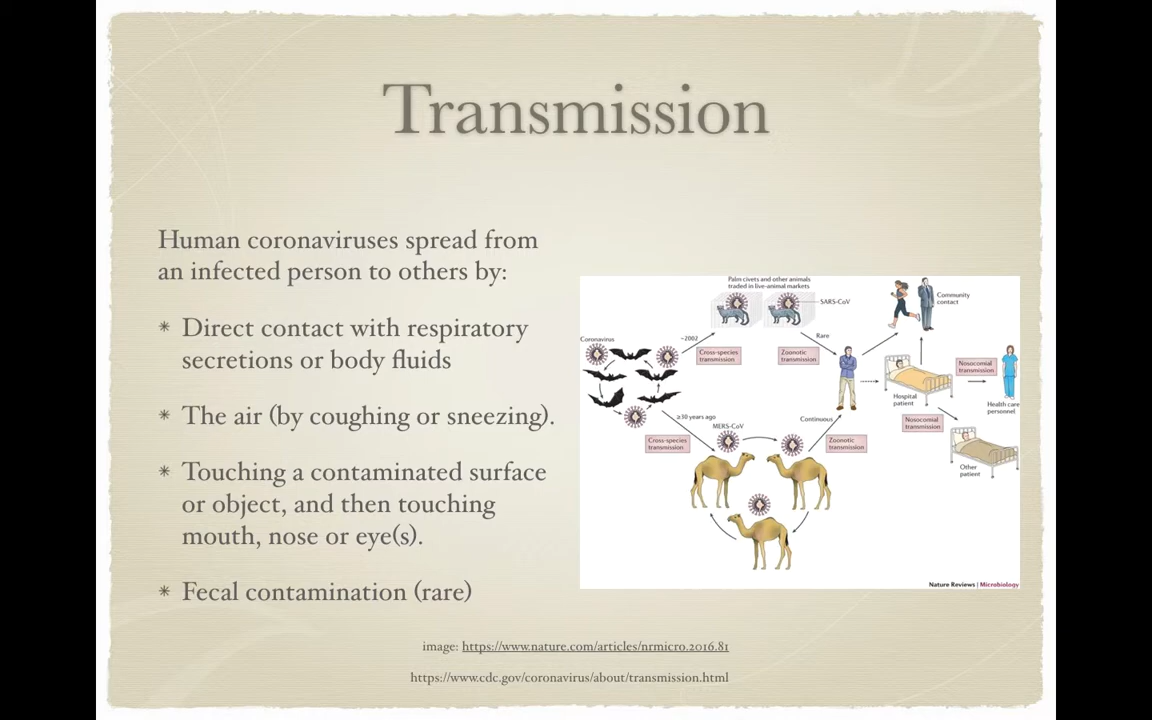 Transmission
Human coronaviruses spread from
an infected person to others by:
* Direct contact with respiratory
secretions or body fluids
* The air (by coughing or sneezing).
* Touching a contaminated surface
or object, and then touching
mouth, nose or eye(s).
* Fecal contamination (rare)
Palm civets and other animals
traded in live-animal markets
SARS-CoV
Community
contact
Coronavirus
~2002
Cross-species
transmission
Rare
Zoonotic
transmission
Nosocomial
transmission
Hospital
patient
Health care
personnel
≥30 years ago
MERS-CoV
Continuous
Nosocomial
transmission
Cross-species
transmission
Zoonotic
transmission
Other
patient
Nature Reviews | Microbiology
image: https://www.nature.com/articles/nrmicro.2016.81
https://www.cdc.gov/coronavirus/about/transmission.html